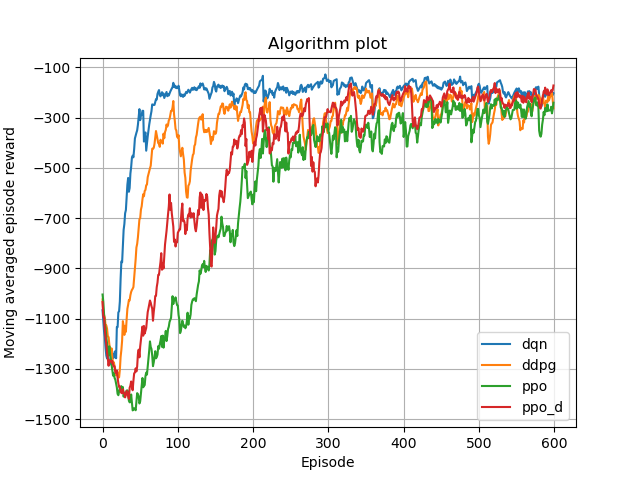 Algorithm plot
Moving averaged episode reward
−100
−300
−500
−700
−900
−1100
−1300
−1500
0 100 200 300 400 500 600
Episode
dqn
ddpg
ppo
ppo_d